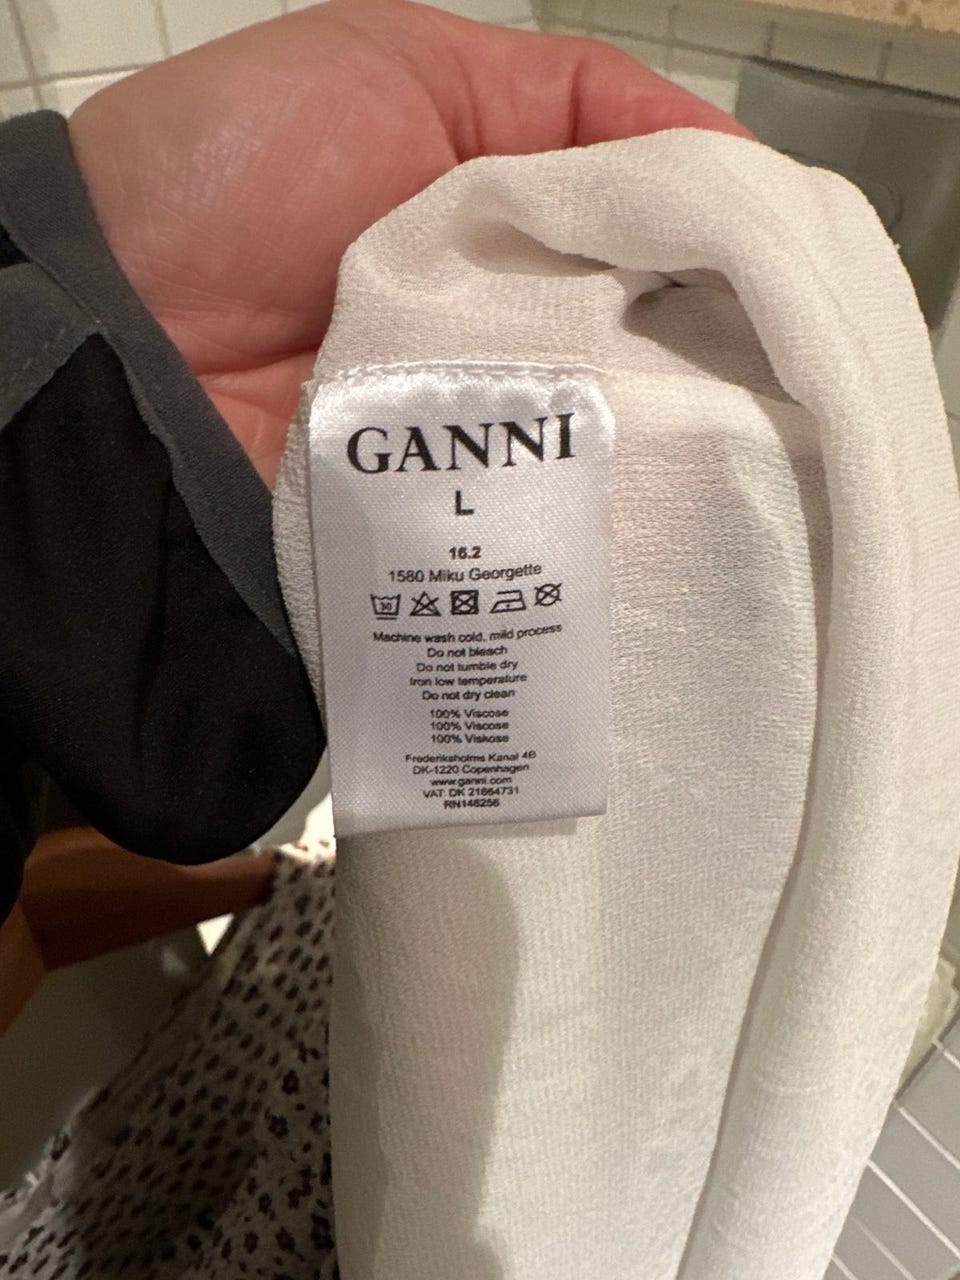 GANNI
L
16.2
1580 Miku Georgette
30
Machine wash cold, mild process
Do not bleach
Do not tumble dry
Iron low temperature
Do not dry clean
100% Viscose
100% Viscose
100% Viskose
Frederiksholms Kanal 4B
DK-1220 Copenhagen
www.ganni.com
VAT: DK 21664731
RN146256